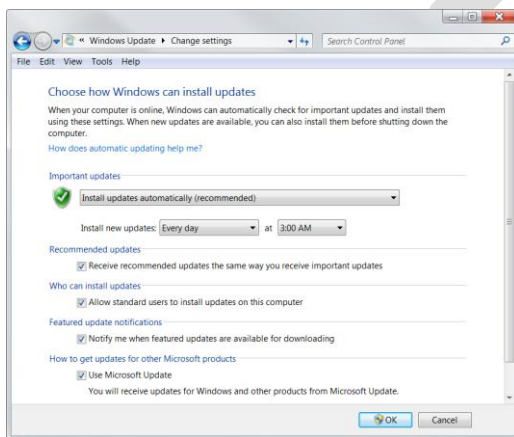 « Windows Update ▸ Change settings
Search Control Panel
File Edit View Tools Help
Choose how Windows can install updates
When your computer is online, Windows can automatically check for important updates and install them
using these settings. When new updates are available, you can also install them before shutting down the
computer.
How does automatic updating help me?
Important updates
Install updates automatically (recommended)
Install new updates: Every day at 3:00 AM
Recommended updates
Receive recommended updates the same way you receive important updates
Who can install updates
Allow standard users to install updates on this computer
Featured update notifications
Notify me when featured updates are available for downloading
How to get updates for other Microsoft products
Use Microsoft Update
You will receive updates for Windows and other products from Microsoft Update.
OK Cancel